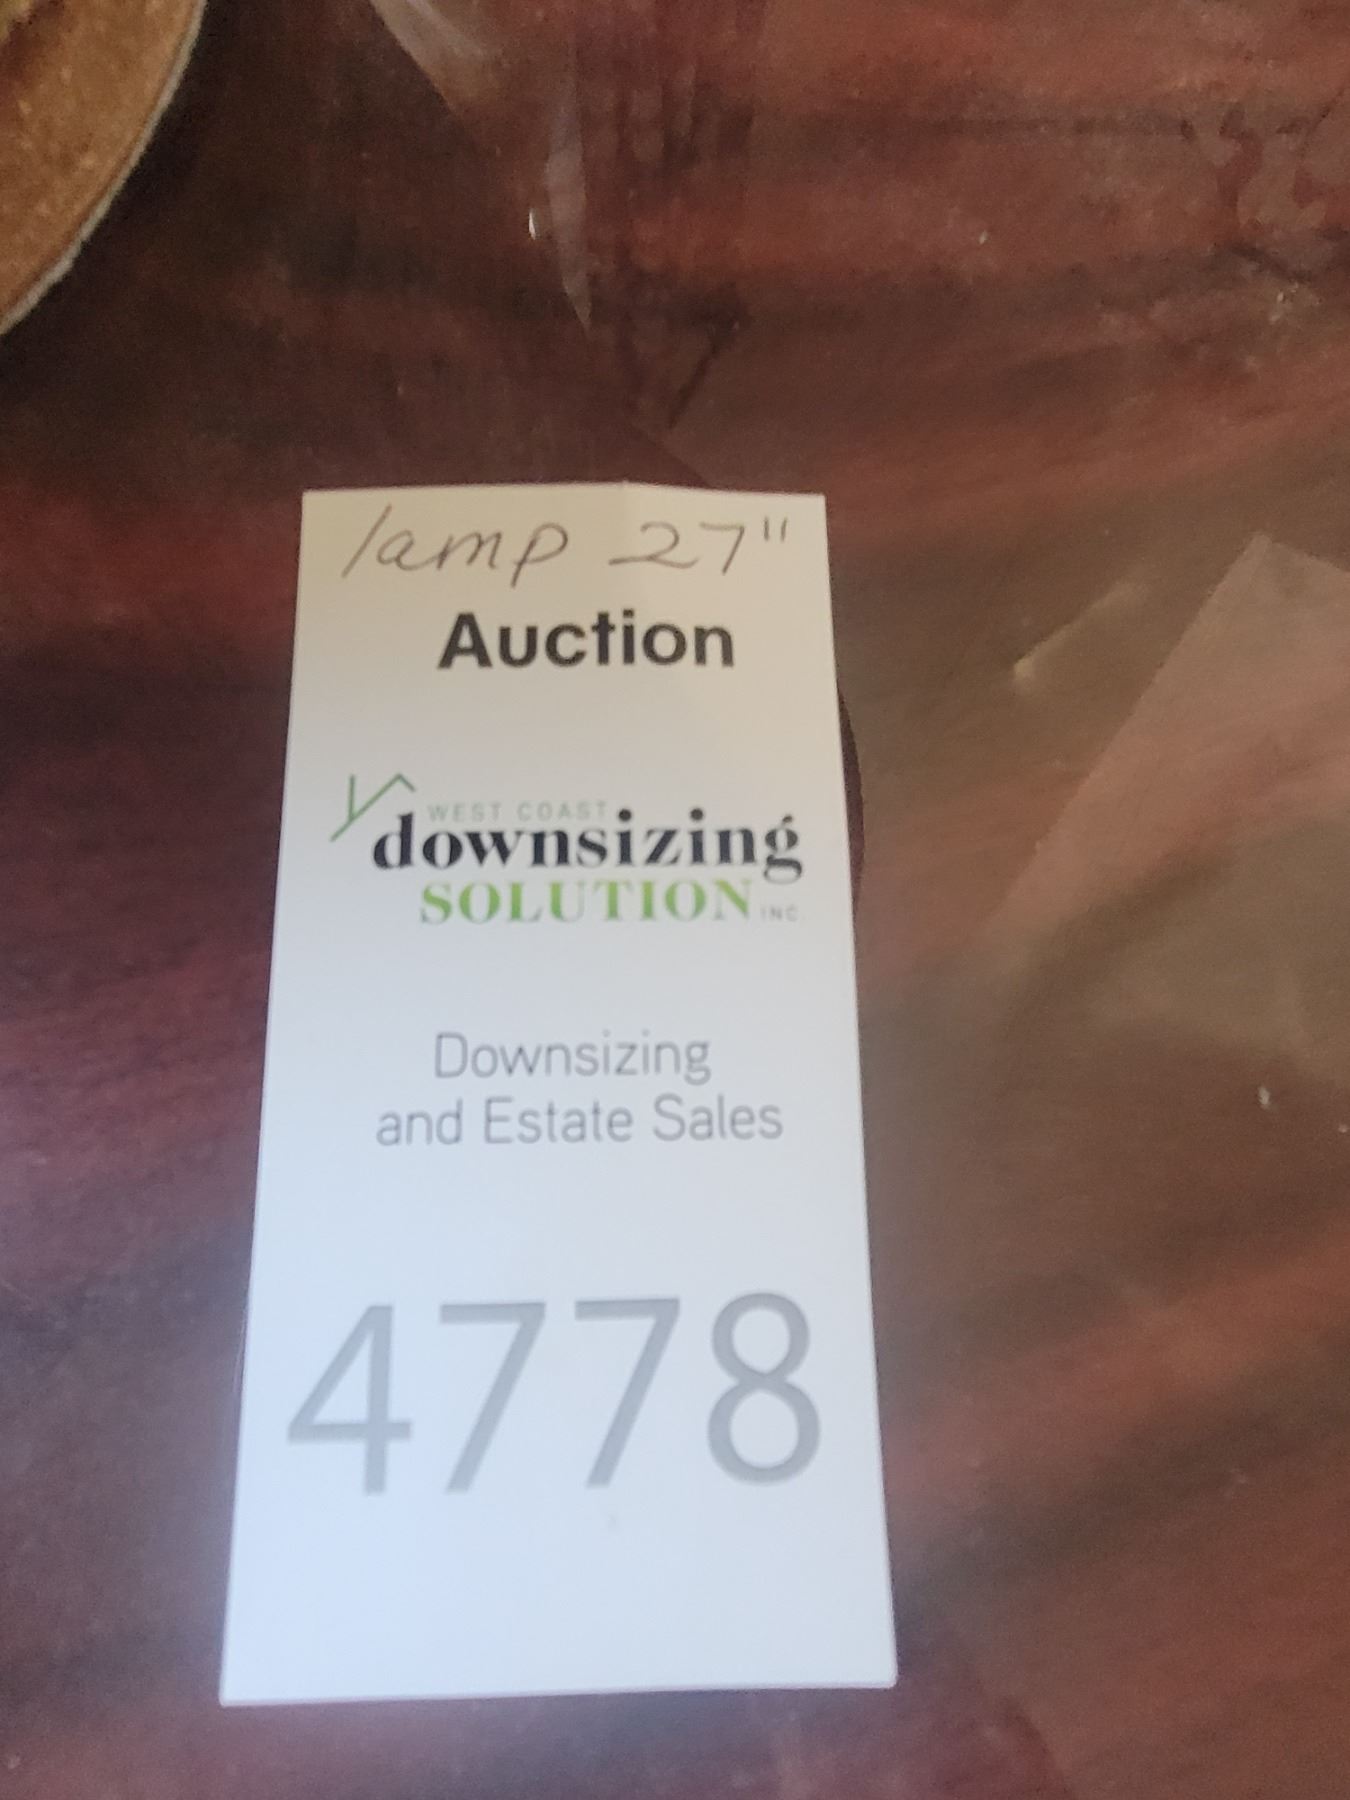 lamp 27"
Auction
WEST COAST
downsizing
SOLUTION INC.
Downsizing
and Estate Sales
4778